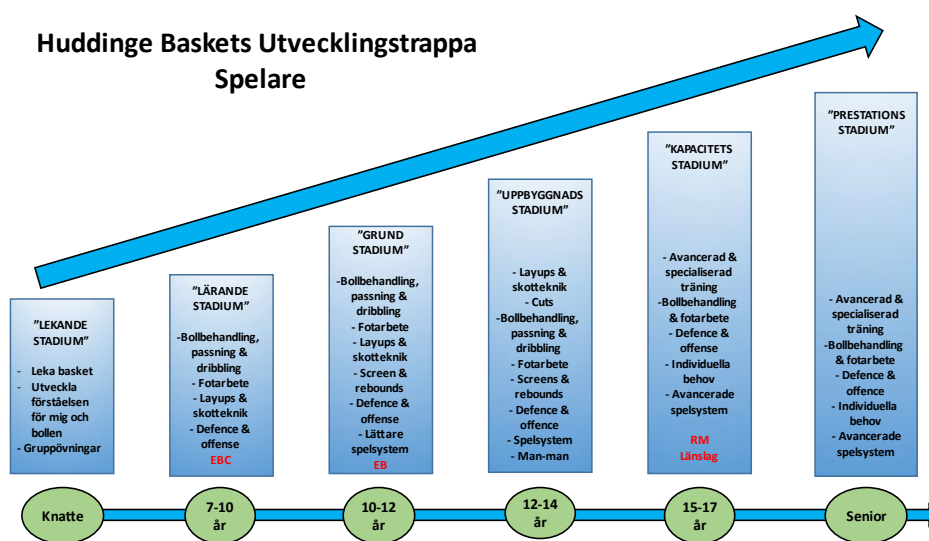 Huddinge Baskets Utvecklingstrappa
Spelare
”LEKANDE
STADIUM”
- Leka basket
- Utveckla
förståelsen
för mig och
bollen
- Gruppövningar
”LÄRANDE
STADIUM”
-Bollbehandling,
passning &
dribbling
- Fotarbete
- Layups &
skotteknik
- Defence &
offense
EBC
”GRUND
STADIUM”
-Bollbehandling,
passning &
dribbling
- Fotarbete
- Layups &
skotteknik
- Screen &
rebounds
- Defence &
offense
- Lättare
spelsystem
EB
”UPPBYGGNADS
STADIUM”
- Layups &
skotteknik
- Cuts
-Bollbehandling,
passning &
dribbling
- Fotarbete
- Screens &
rebounds
- Defence &
offence
- Spelsystem
- Man-man
”KAPACITETS
STADIUM”
- Avancerad &
specialiserad
träning
-Bollbehandling
& fotarbete
- Defence &
offense
- Individuella
behov
- Avancerade
spelsystem
RM
Länslag
”PRESTATIONS
STADIUM”
- Avancerad &
specialiserad
träning
-Bollbehandling
& fotarbete
- Defence &
offence
- Individuella
behov
- Avancerade
spelsystem
Knatte
7-10
år
10-12
år
12-14
år
15-17
år
Senior